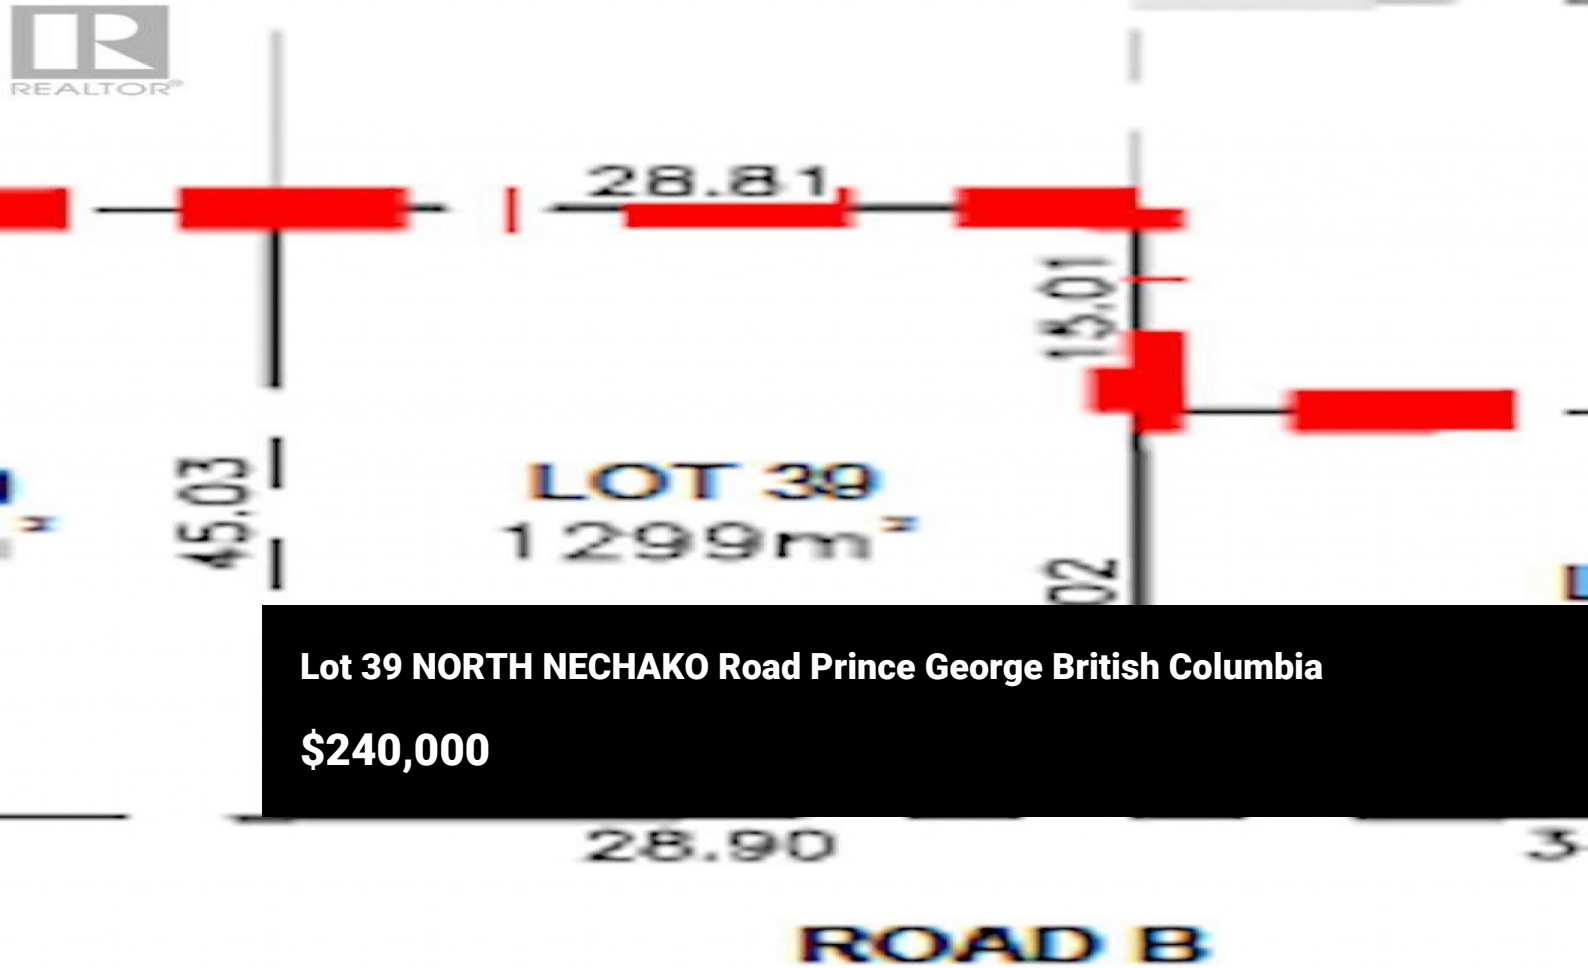 REALTOR®
28.81
15.01
45.03
LOT 39
1299m²
02
Lot 39 NORTH NECHAKO Road Prince George British Columbia
$240,000
28.90
ROAD B